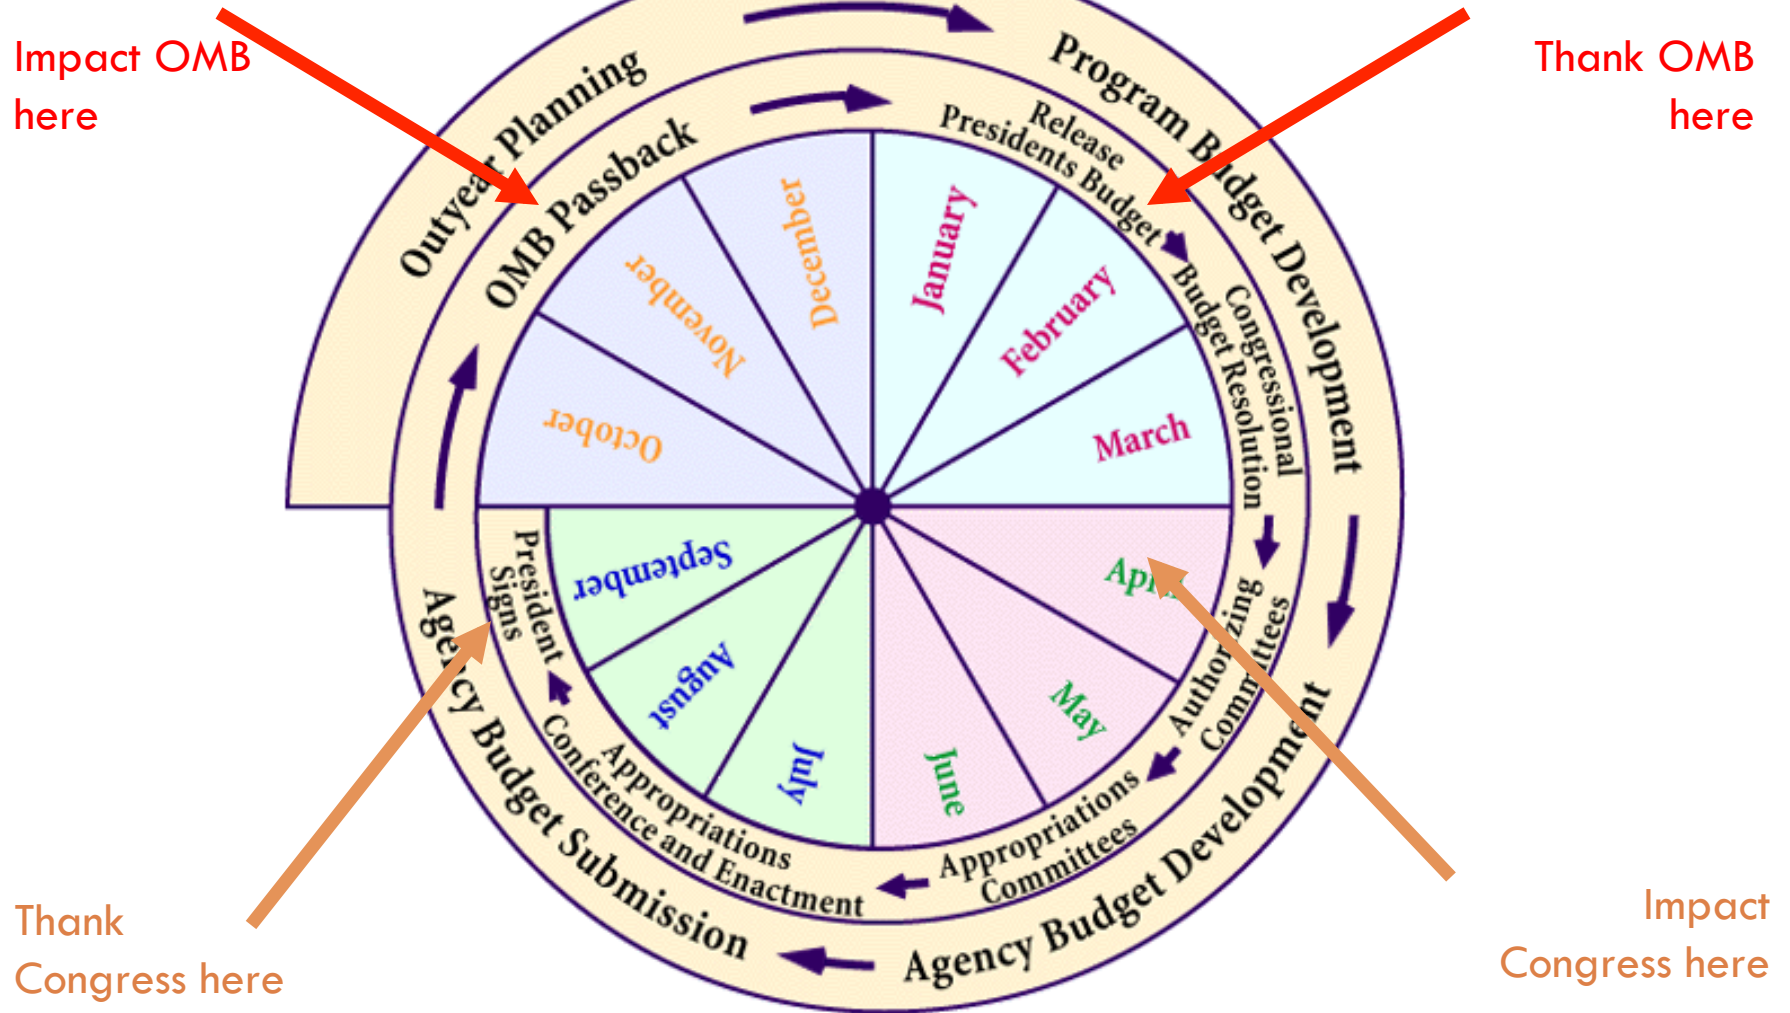 Impact OMB
here
Thank OMB
here
Outyear Planning
Program Budget Development
OMB Passback
Release
Presidents Budget
Congressional
Budget Resolution
January
February
March
April
May
June
July
August
September
October
November
December
Authorizing
Committees
Appropriations
Committees
Appropriations
Conference and Enactment
President
Signs
Agency Budget Development
Agency Budget Submission
Thank
Congress here
Impact
Congress here